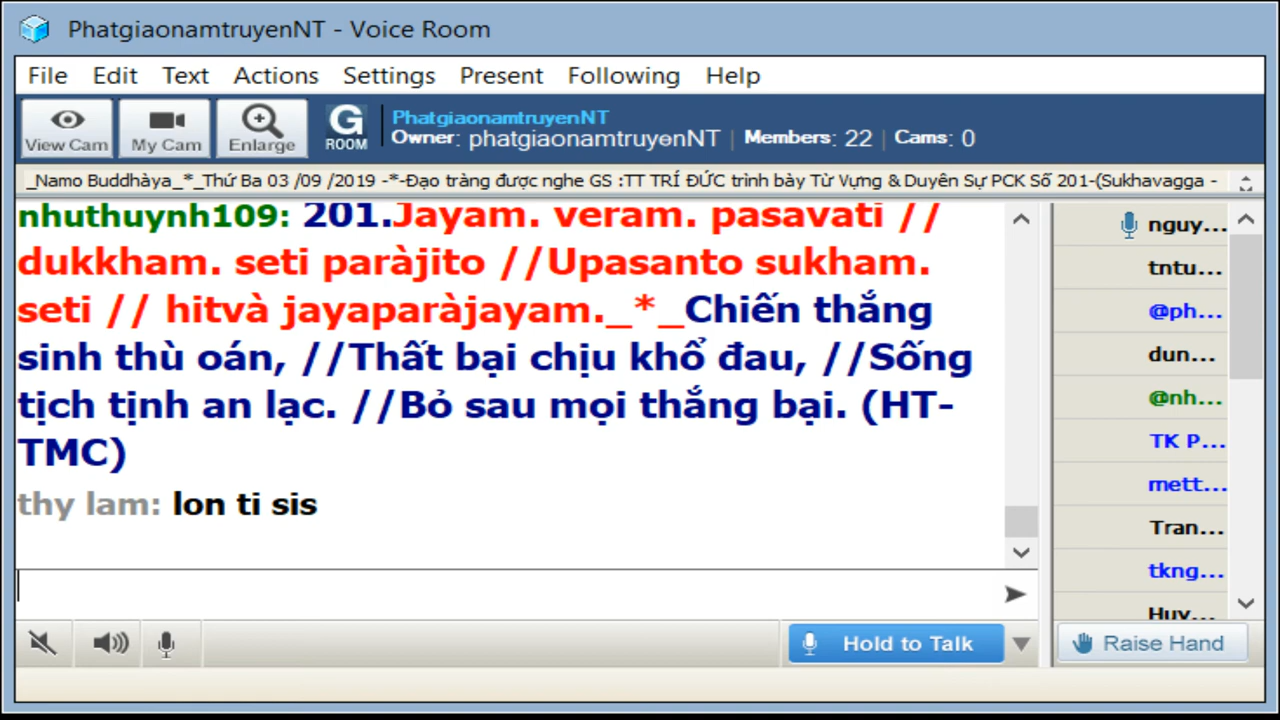 PhatgiaonamtruyenNT - Voice Room
File Edit Text Actions Settings Present Following Help
View Cam My Cam Enlarge G ROOM
PhatgiaonamtruyenNT
Owner: phatgiaonamtruyenNT | Members: 22 | Cams: 0
_Namo Buddhàya_*_Thứ Ba 03 /09 /2019 -*-Đạo tràng được nghe GS :TT TRÍ ĐỨC trình bày Từ Vựng & Duyên Sự PCK Số 201-(Sukhavagga -
nhuthuynh109: 201.Jayam. veram. pasavati //
dukkham. seti paràjito //Upasanto sukham.
seti // hitvà jayaparàjayam._*_Chiến thắng
sinh thù oán, //Thất bại chịu khổ đau, //Sống
tịch tịnh an lạc. //Bỏ sau mọi thắng bại. (HT-
TMC)
thy lam: lon ti sis
nguy...
tntu...
@ph...
dun...
@nh...
TK P...
mett...
Tran...
tkng...
Huy...
Hold to Talk
Raise Hand